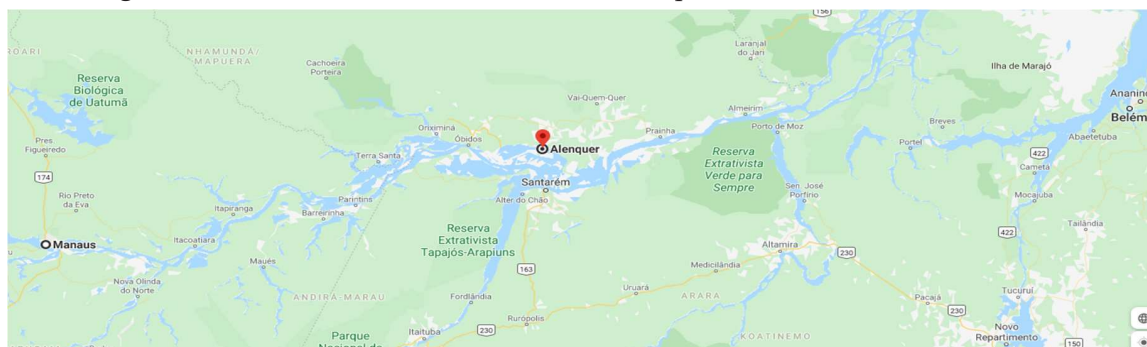 156
ROARI
NHAMUNDÁ/
MAPUERA
Laranjal
do Jari
Cachoeira
Porteira
Ilha de Marajó
Reserva
Biológica
de Uatumã
Vai-Quem-Quer
Ananin
Belém
Almeirim
Oriximiná
Óbidos
Prainha
Porto de Moz
Breves
Pres.
Figueiredo
Alenquer
Portel
Abaetetuba
Terra Santa
Reserva
Extrativista
Verde para
Sempre
422
Cametá
174
Santarém
Rio Preto
da Eva
Parintins
Alter do Chão
Sen. José
Porfírio
Mocajuba
Itapiranga
Barreirinha
Reserva
Extrativista
Tapajós-Arapiuns
Tailândia
422
Manaus
Itacoatiara
Altamira
230
230
Maués
163
Medicilândia
Nova Olinda
do Norte
Uruará
Tucuruí
ANDIRÁ-MARAU
Fordlândia
ARARA
Pacajá
230
Rurópolis
Novo
Repartimento
Itaituba
230
Parque
KOATINEMO
150